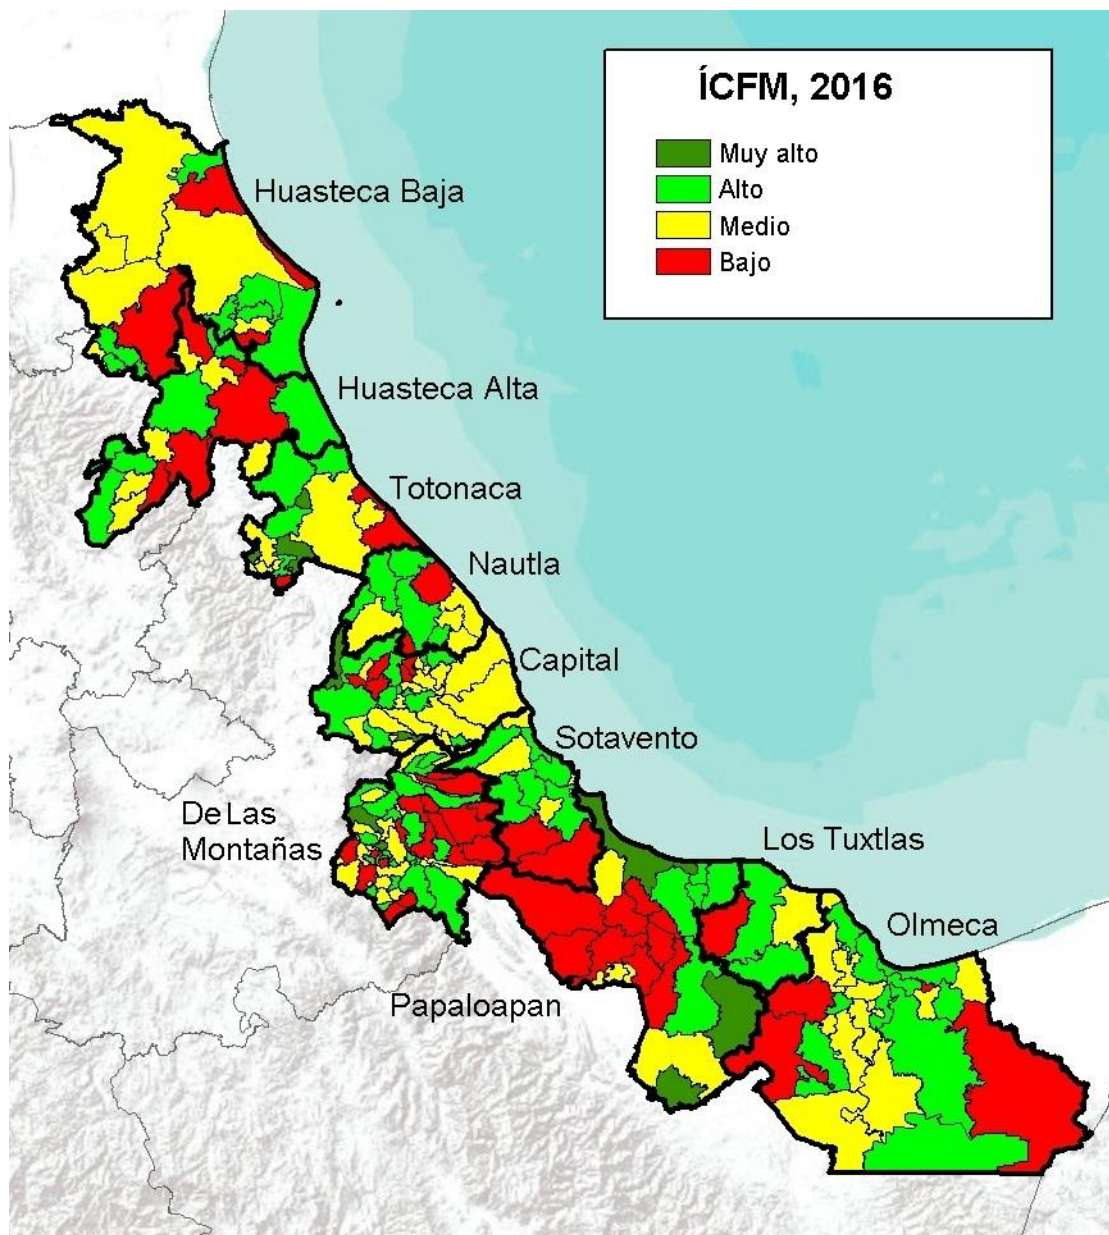 ÍCFM, 2016
Muy alto
Alto
Medio
Bajo
Huasteca Baja
Huasteca Alta
Totonaca
Nautla
Capital
Sotavento
De Las
Montañas
Los Tuxtlas
Olmeca
Papaloapan